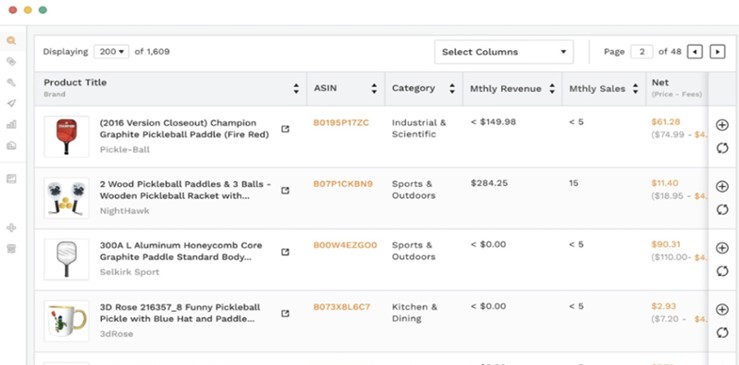 Displaying 200 of 1,609
Select Columns
Page 2 of 48
Product Title
Brand
ASIN
Category
Mthly Revenue
Mthly Sales
Net
(Price - Fees)
(2016 Version Closeout) Champion
Graphite Pickleball Paddle (Fire Red)
Pickle-Ball
B0195P17ZC
Industrial &
Scientific
< $149.98
< 5
$61.28
($74.99 - $4.
2 Wood Pickleball Paddles & 3 Balls -
Wooden Pickleball Racket with...
NightHawk
B07P1CKBN9
Sports &
Outdoors
$284.25
15
$11.40
($18.95 - $4.
300A L Aluminum Honeycomb Core
Graphite Paddle Standard Body...
Selkirk Sport
B00W4EZGO0
Sports &
Outdoors
< $0.00
< 5
$90.31
($110.00- $4.
3D Rose 216357_8 Funny Pickleball
Pickle with Blue Hat and Paddle...
3dRose
B073X8L6C7
Kitchen &
Dining
< $0.00
< 5
$2.93
($7.20 - $4.